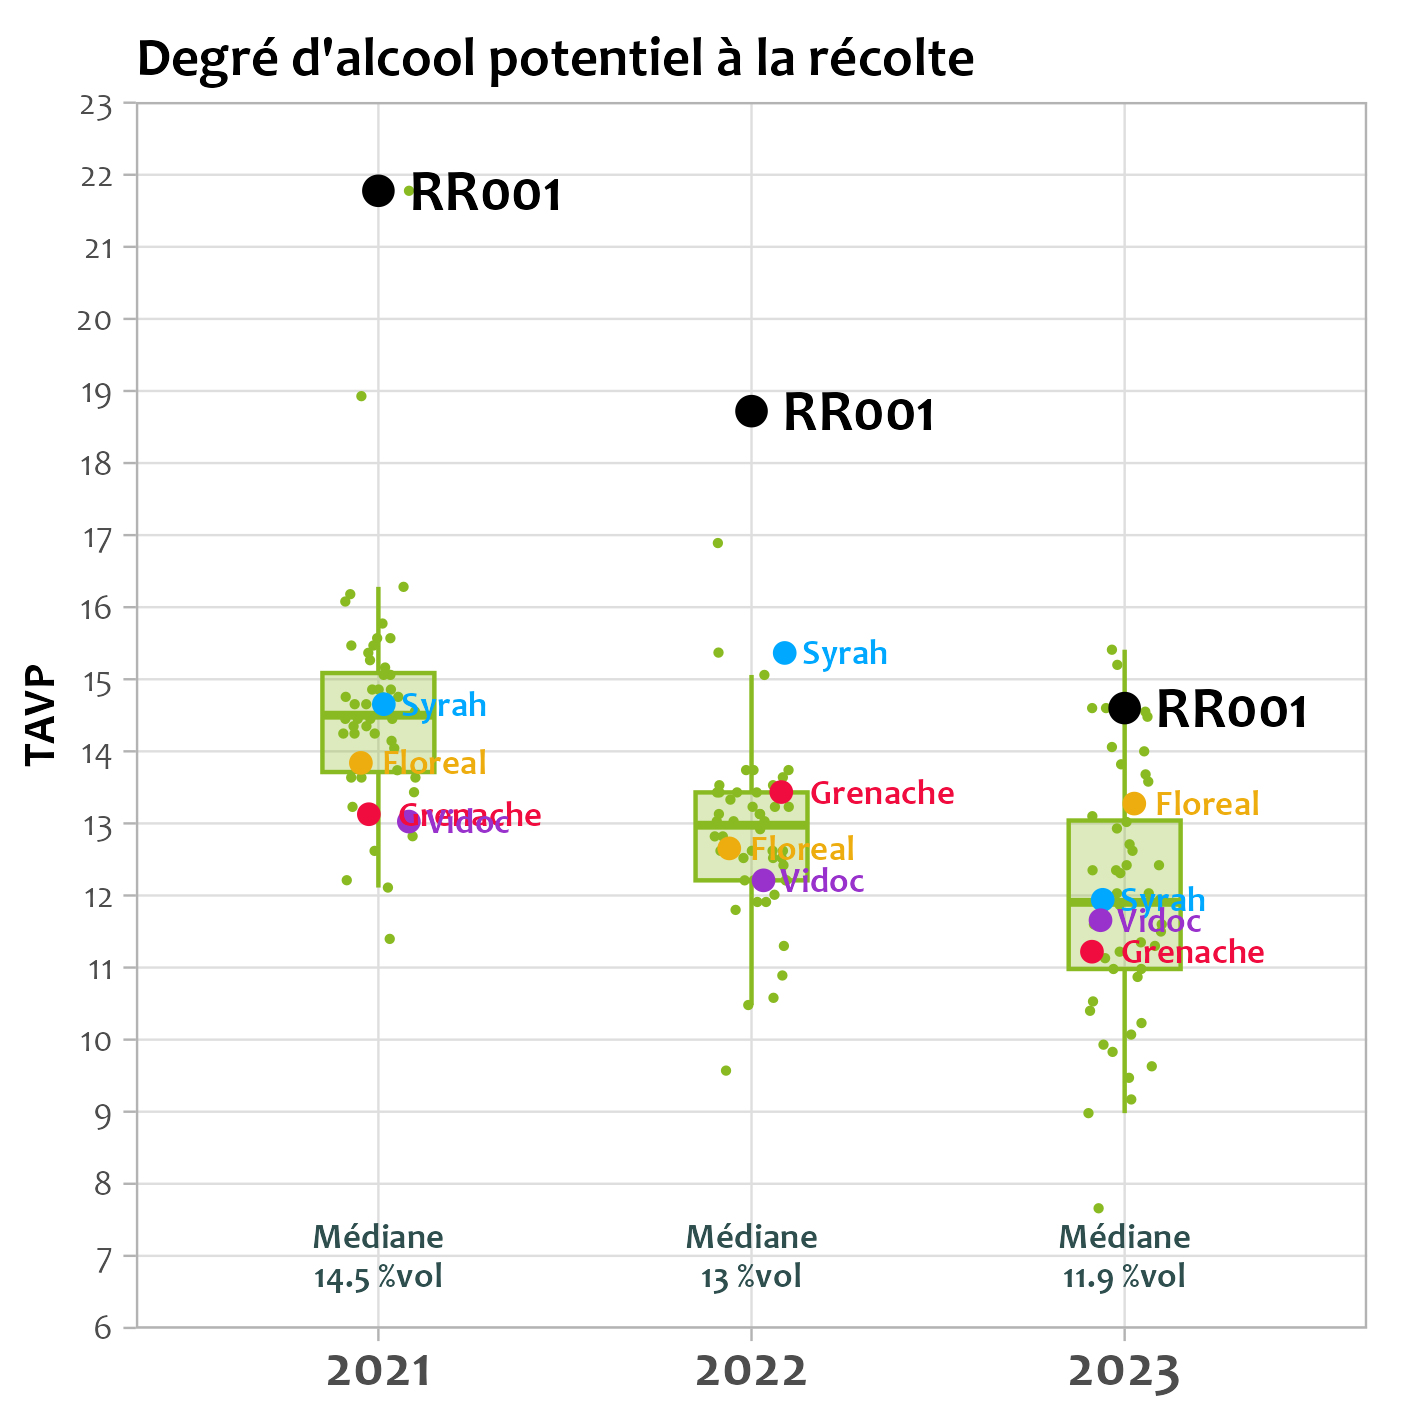 Degré d'alcool potentiel à la récolte
23
22
21
20
19
18
17
16
15
14
13
12
11
10
9
8
7
6
TAVP
RR001
Syrah
Floreal
Grenache
Vidoc
RR001
Syrah
Grenache
Floreal
Vidoc
RR001
Floreal
Syrah
Vidoc
Grenache
Médiane
14.5 %vol
Médiane
13 %vol
Médiane
11.9 %vol
2021
2022
2023